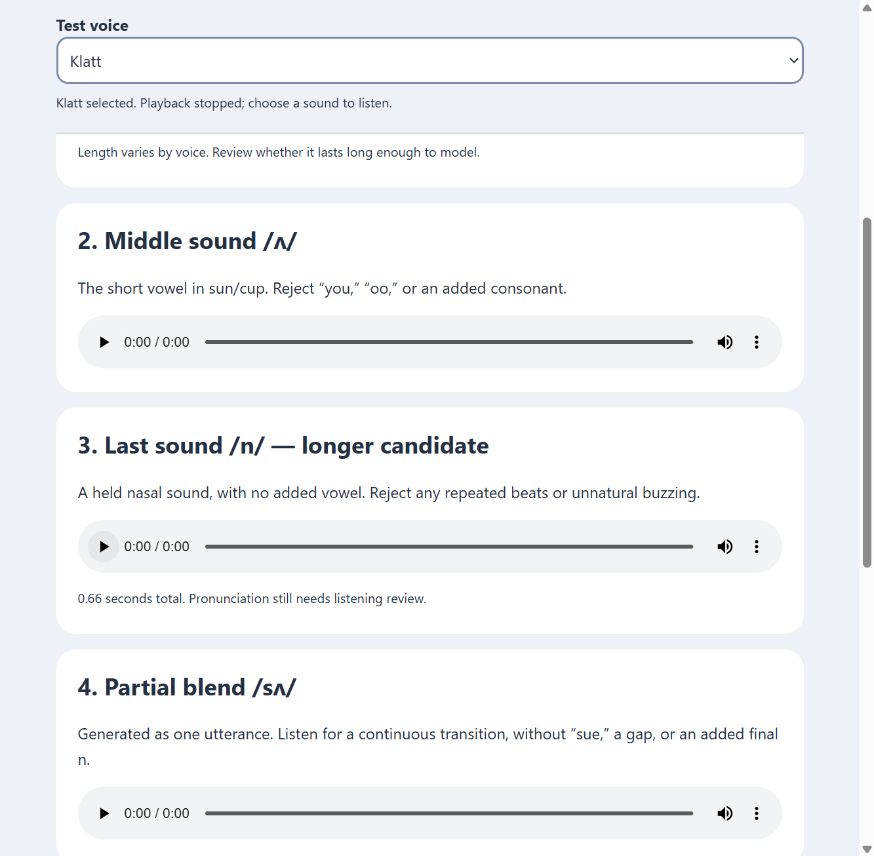 Test voice
Klatt
Klatt selected. Playback stopped; choose a sound to listen.
Length varies by voice. Review whether it lasts long enough to model.
2. Middle sound /ʌ/
The short vowel in sun/cup. Reject “you,” “oo,” or an added consonant.
0:00 / 0:00
3. Last sound /n/ — longer candidate
A held nasal sound, with no added vowel. Reject any repeated beats or unnatural buzzing.
0:00 / 0:00
0.66 seconds total. Pronunciation still needs listening review.
4. Partial blend /sʌ/
Generated as one utterance. Listen for a continuous transition, without “sue,” a gap, or an added final
n.
0:00 / 0:00